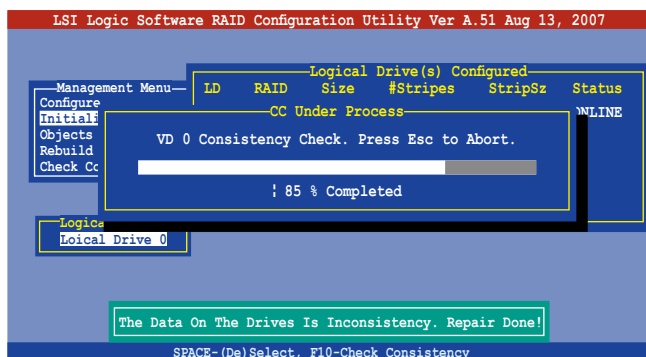 LSI Logic Software RAID Configuration Utility Ver A.51 Aug 13, 2007
Logical Drive(s) Configured
Management Menu
LD RAID Size #Stripes StripSz Status
Configure
Initiali
ONLINE
Objects
Rebuild
Check Co
CC Under Process
VD 0 Consistency Check. Press Esc to Abort.
¦ 85 % Completed
Logica
Loical Drive 0
The Data On The Drives Is Inconsistency. Repair Done!
SPACE-(De)Select, F10-Check Consistency